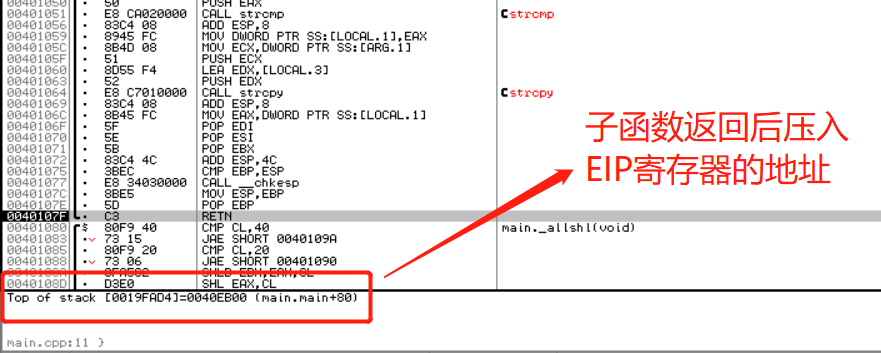 00401050 · 50 PUSH EAX
00401051 · E8 CA020000 CALL strcmp strcmp
00401056 · 83C4 08 ADD ESP,8
00401059 · 8945 FC MOV DWORD PTR SS:[LOCAL.1],EAX
0040105C · 8B4D 08 MOV ECX,DWORD PTR SS:[ARG.1]
0040105F · 51 PUSH ECX
00401060 · 8D55 F4 LEA EDX,[LOCAL.3]
00401063 · 52 PUSH EDX
00401064 · E8 C7010000 CALL strcpy strcpy
00401069 · 83C4 08 ADD ESP,8
0040106C · 8B45 FC MOV EAX,DWORD PTR SS:[LOCAL.1]
0040106F · 5F POP EDI
00401070 · 5E POP ESI
00401071 · 5B POP EBX
00401072 · 83C4 4C ADD ESP,4C
00401075 · 3BEC CMP EBP,ESP
00401077 · E8 34030000 CALL __chkesp
0040107C · 8BE5 MOV ESP,EBP
0040107E · 5D POP EBP
0040107F · C3 RETN
00401080 $ 80F9 40 CMP CL,40 main._allshl(void)
00401083 · 73 15 JAE SHORT 0040109A
00401085 · 80F9 20 CMP CL,20
00401088 · 73 06 JAE SHORT 00401090
0040108A · 0FA5C2 SHLD EDX,EAX,CL
0040108D · D3E0 SHL EAX,CL
Top of stack [0019FAD4]=0040EB00 (main.main+80)
main.cpp:11 }
子函数返回后压入
EIP寄存器的地址